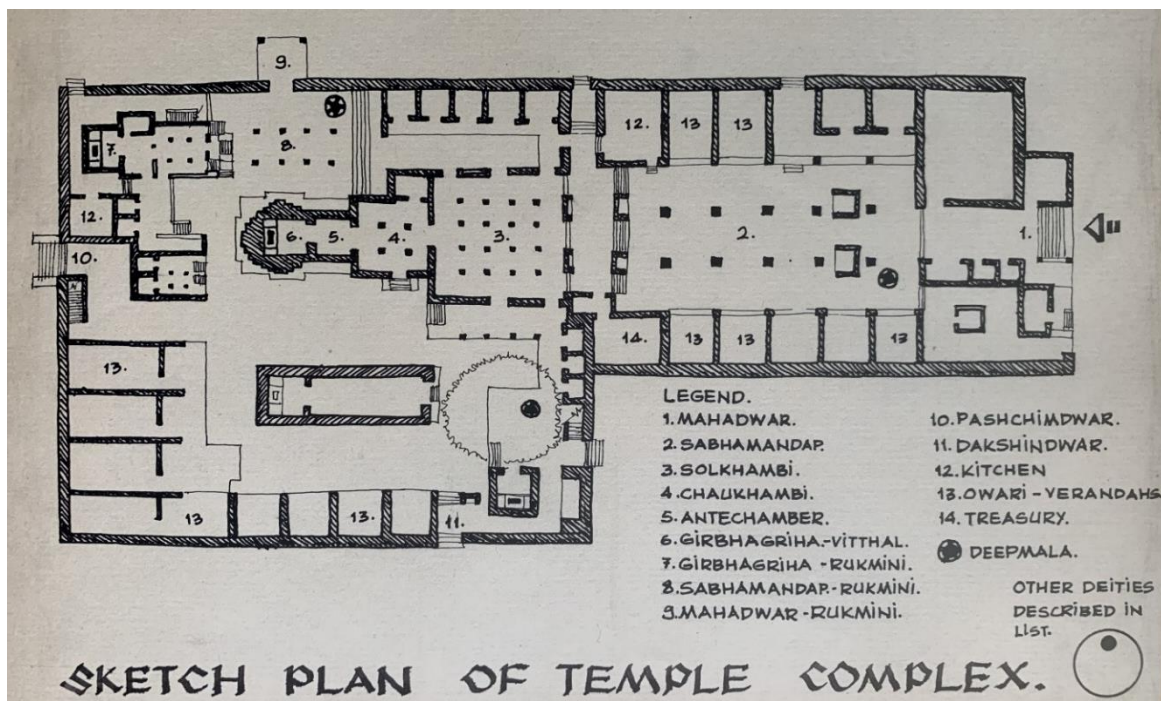 9.
7.
8.
12.
13
13
12.
10.
6.
5.
4.
3.
2.
1.
14.
13
13
13
13.
13
13.
11.
LEGEND.
1. MAHADWAR.
2 SABHAMANDAP.
3. SOLKHAMBI.
4. CHAUKHAMBI.
5. ANTECHAMBER.
6. GIRBHAGRIHA.-VITTHAL.
7. GIRBHAGRIHA -RUKMINI.
8. SABHAMANDAP.-RUKMINI.
9. MAHADWAR -RUKMINI.
10. PASHCHIMDWAR.
11. DAKSHINDWAR.
12. KITCHEN
13. OWARI -VERANDAHS
14. TREASURY.
DEEPMALA.
OTHER DEITIES
DESCRIBED IN
LIST.
SKETCH PLAN OF TEMPLE COMPLEX.